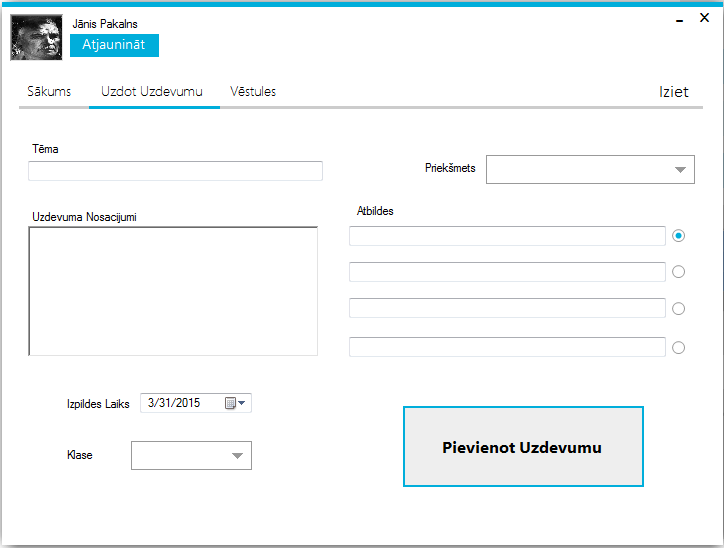 Jānis Pakalns
Atjaunināt
Sākums
Uzdot Uzdevumu
Vēstules
Iziet
Tēma
Priekšmets
Uzdevuma Nosacijumi
Atbildes
Izpildes Laiks
3/31/2015
Klase
Pievienot Uzdevumu